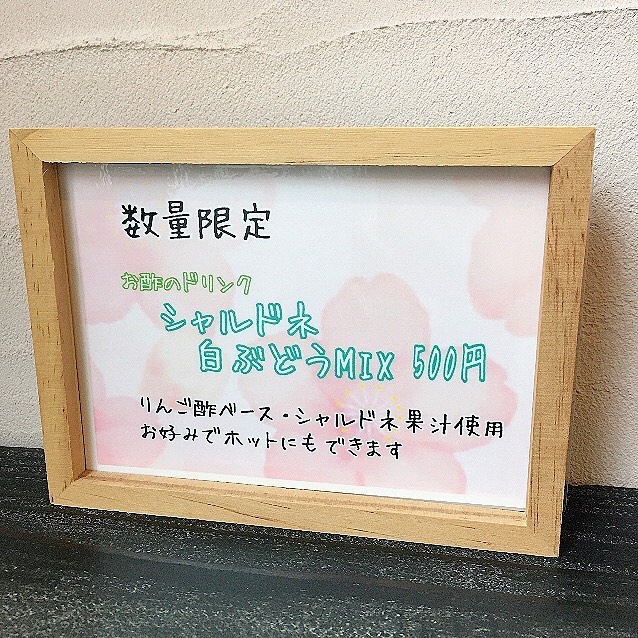 数量限定
お酢のドリンク
シャルドネ
白ぶどうMIX 500円
りんご酢ベース・シャルドネ果汁使用
お好みでホットにもできます